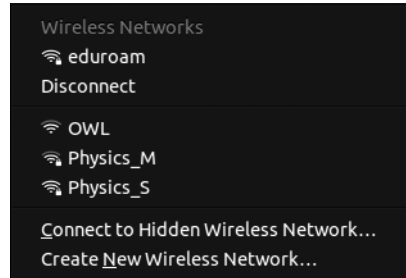 Wireless Networks
eduroam
Disconnect
OWL
Physics_M
Physics_S
Connect to Hidden Wireless Network...
Create New Wireless Network...